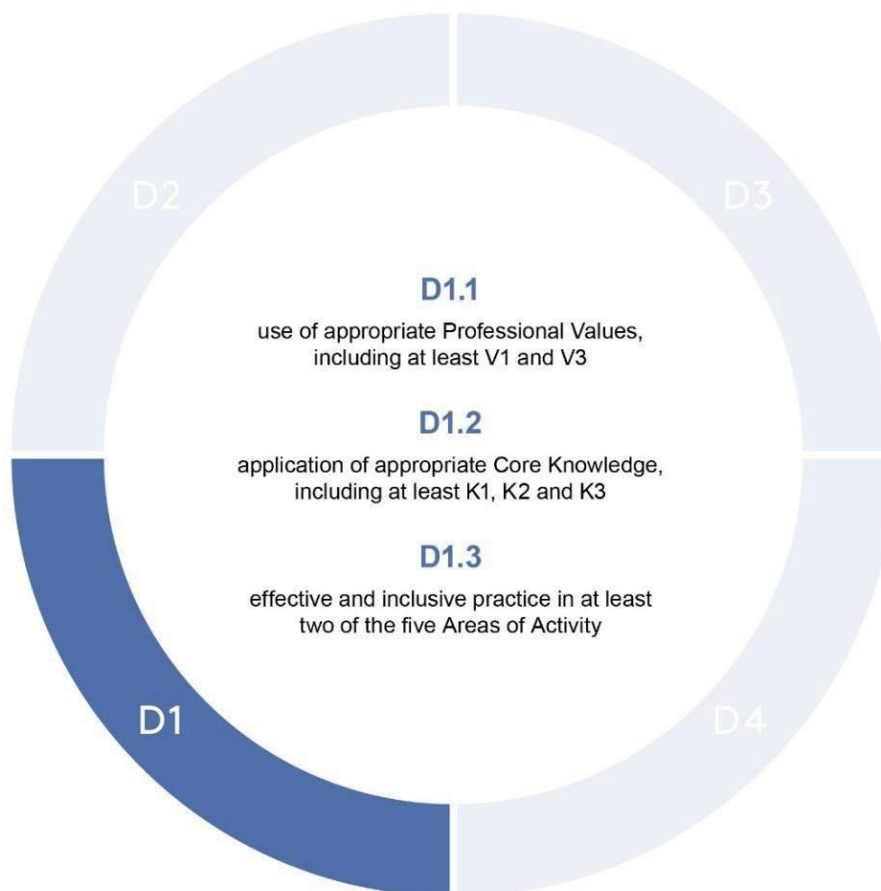 D2
D3
D1.1
use of appropriate Professional Values,
including at least V1 and V3
D1.2
application of appropriate Core Knowledge,
including at least K1, K2 and K3
D1.3
effective and inclusive practice in at least
two of the five Areas of Activity
D1
D4